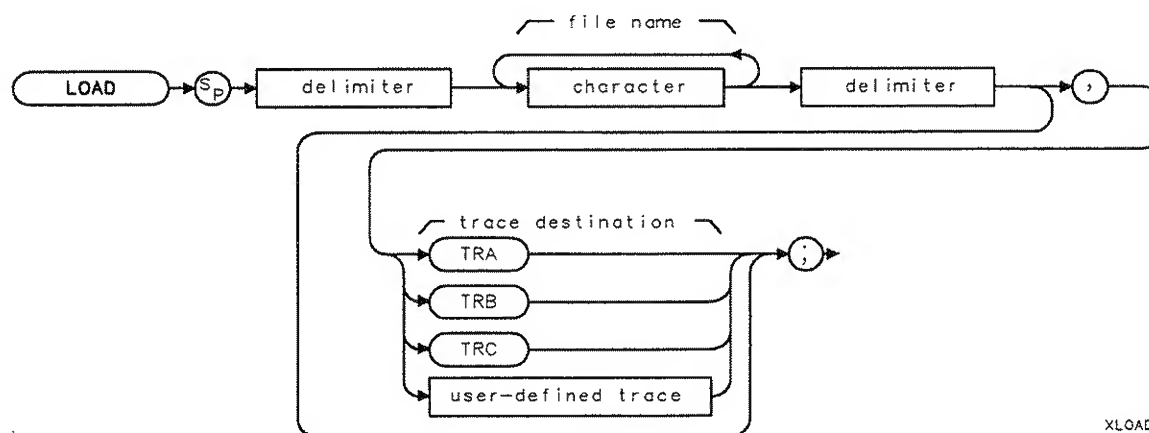 file name
LOAD
SP
delimiter
character
delimiter
,
trace destination
TRA
;
TRB
TRC
user-defined trace
XLOAD